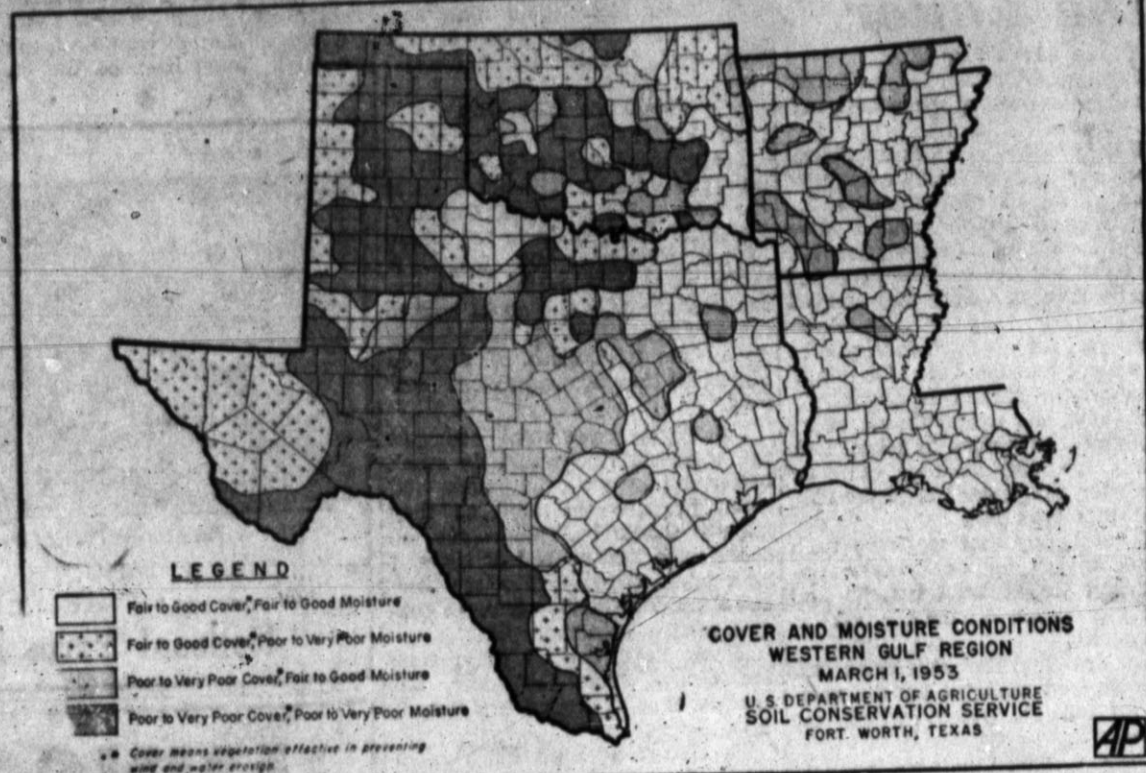 LEGEND
Fair to Good Cover,* Fair to Good Moisture
Fair to Good Cover,* Poor to Very Poor Moisture
Poor to Very Poor Cover,* Fair to Good Moisture
Poor to Very Poor Cover,* Poor to Very Poor Moisture
Cover means vegetation effective in preventing
wind and water erosion
COVER AND MOISTURE CONDITIONS
WESTERN GULF REGION
MARCH 1, 1953
U.S. DEPARTMENT OF AGRICULTURE
SOIL CONSERVATION SERVICE
FORT. WORTH, TEXAS
AP